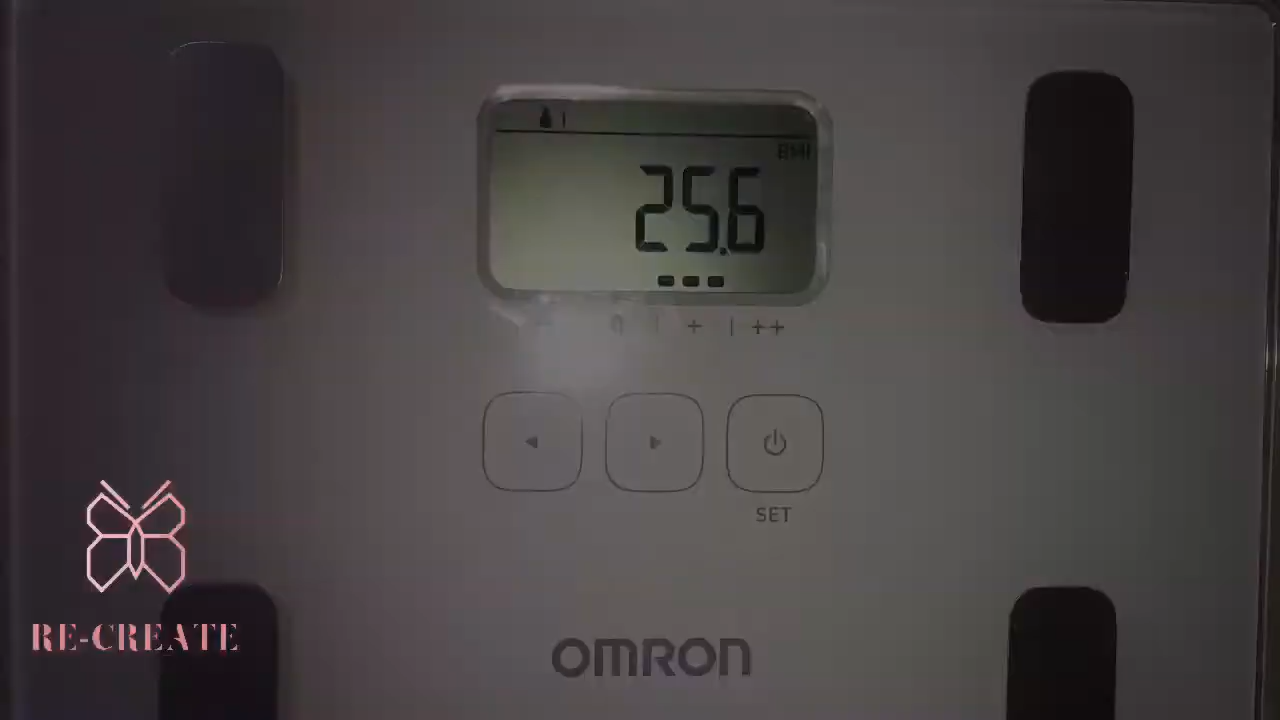 BMI
25.6
- 0 | + | ++
SET
OMRON
RE-CREATE